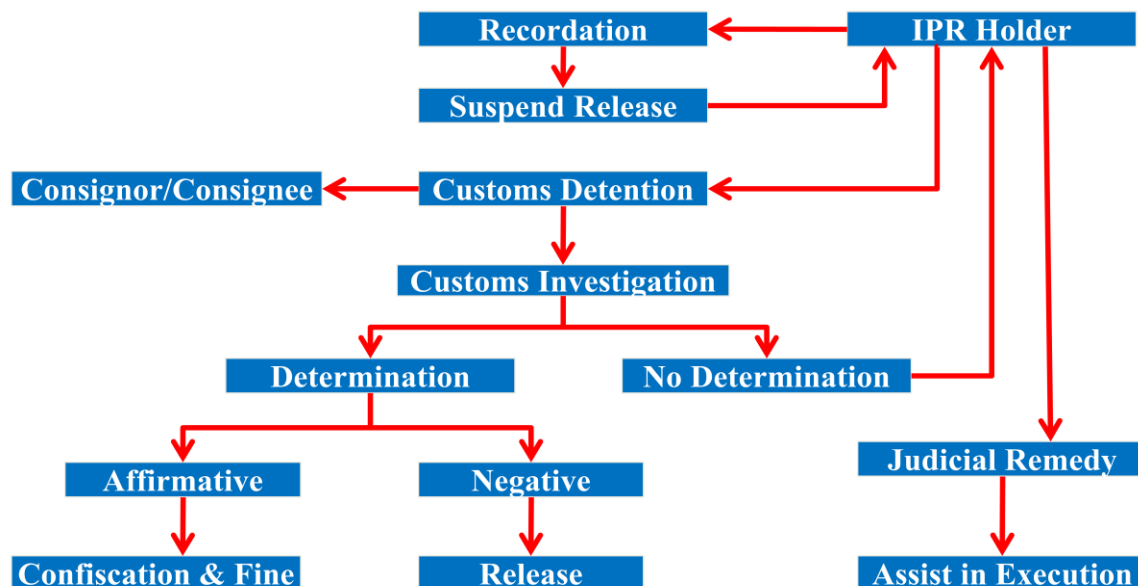 Recordation
IPR Holder
Suspend Release
Consignor/Consignee
Customs Detention
Customs Investigation
Determination
No Determination
Affirmative
Negative
Judicial Remedy
Confiscation & Fine
Release
Assist in Execution